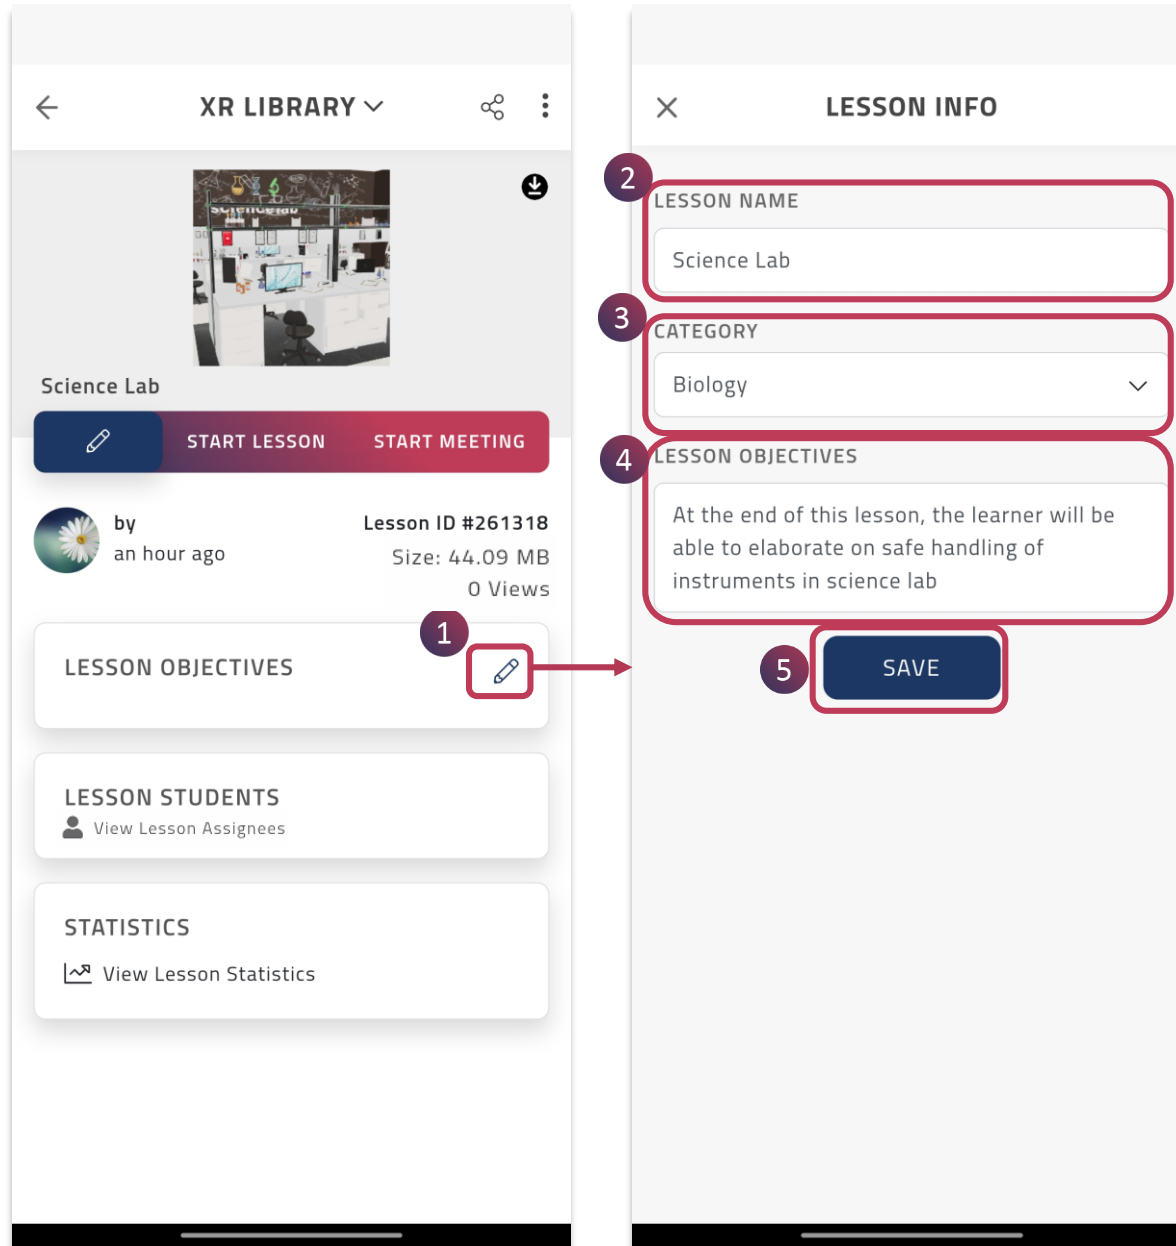 XR LIBRARY
sciencelab
Science Lab
START LESSON
START MEETING
by
an hour ago
Lesson ID #261318
Size: 44.09 MB
0 Views
1
LESSON OBJECTIVES
LESSON STUDENTS
View Lesson Assignees
STATISTICS
View Lesson Statistics
LESSON INFO
2
LESSON NAME
Science Lab
3
CATEGORY
Biology
4
LESSON OBJECTIVES
At the end of this lesson, the learner will be
able to elaborate on safe handling of
instruments in science lab
5
SAVE